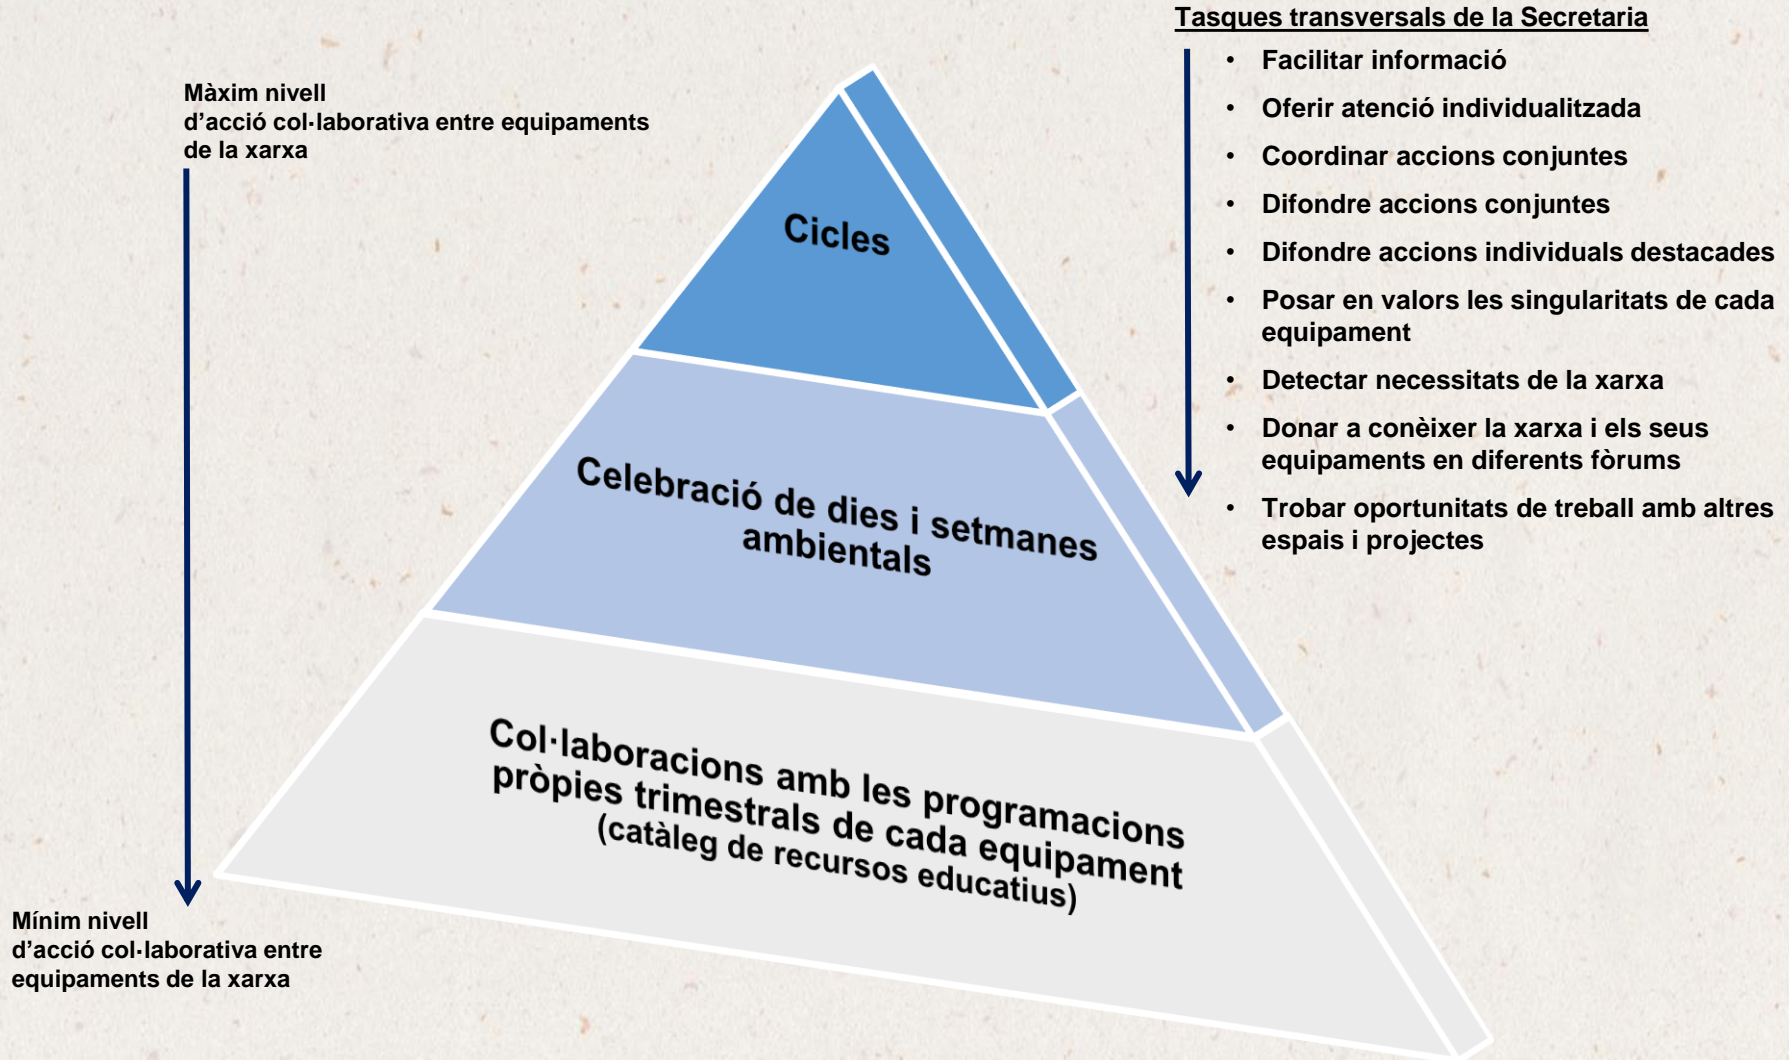 Tasques transversals de la Secretaria
• Facilitar informació
• Oferir atenció individualitzada
• Coordinar accions conjuntes
• Difondre accions conjuntes
• Difondre accions individuals destacades
• Posar en valors les singularitats de cada
equipament
• Detectar necessitats de la xarxa
• Donar a conèixer la xarxa i els seus
equipaments en diferents fòrums
• Trobar oportunitats de treball amb altres
espais i projectes
Màxim nivell
d’acció col·laborativa entre equipaments
de la xarxa
Cicles
Celebració de dies i setmanes
ambientals
Col·laboracions amb les programacions
pròpies trimestrals de cada equipament
(catàleg de recursos educatius)
Mínim nivell
d’acció col·laborativa entre
equipaments de la xarxa